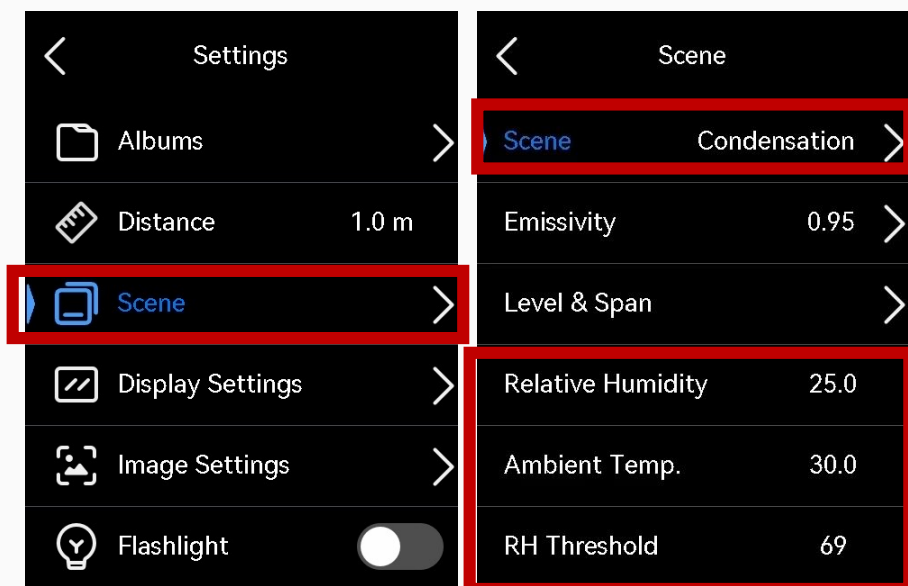 Settings
Albums
Distance 1.0 m
Scene
Display Settings
Image Settings
Flashlight
Scene
Scene Condensation
Emissivity 0.95
Level & Span
Relative Humidity 25.0
Ambient Temp. 30.0
RH Threshold 69